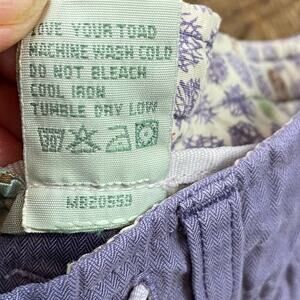 LOVE YOUR TOAD
MACHINE WASH COLD
DO NOT BLEACH
COOL IRON
TUMBLE DRY LOW
MB20559